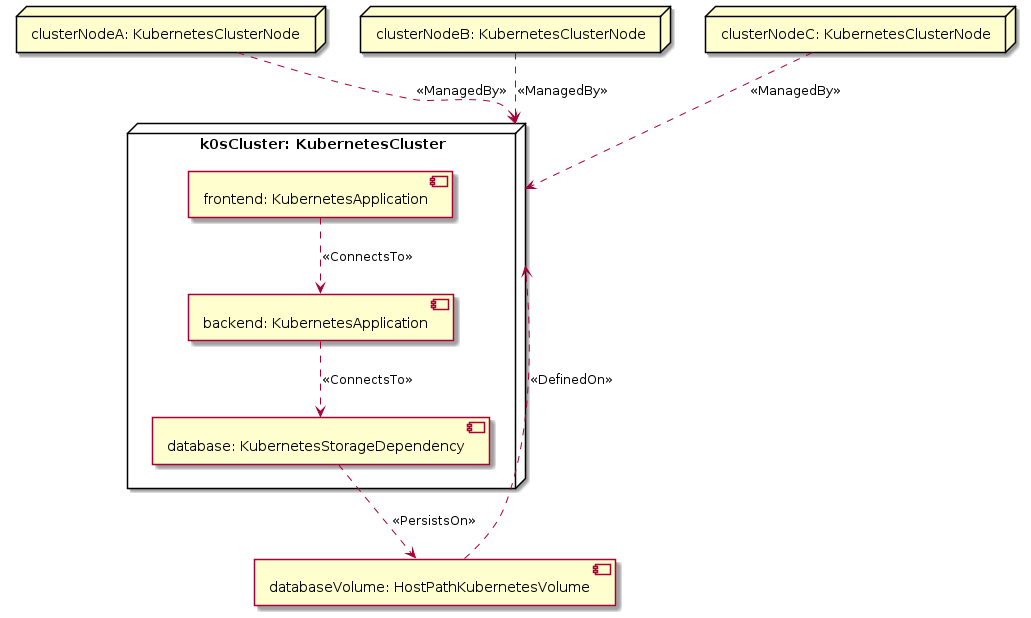 clusterNodeA: KubernetesClusterNode
clusterNodeB: KubernetesClusterNode
clusterNodeC: KubernetesClusterNode
«ManagedBy»
«ManagedBy»
«ManagedBy»
k0sCluster: KubernetesCluster
frontend: KubernetesApplication
«ConnectsTo»
backend: KubernetesApplication
«ConnectsTo»
«DefinedOn»
database: KubernetesStorageDependency
«PersistsOn»
databaseVolume: HostPathKubernetesVolume